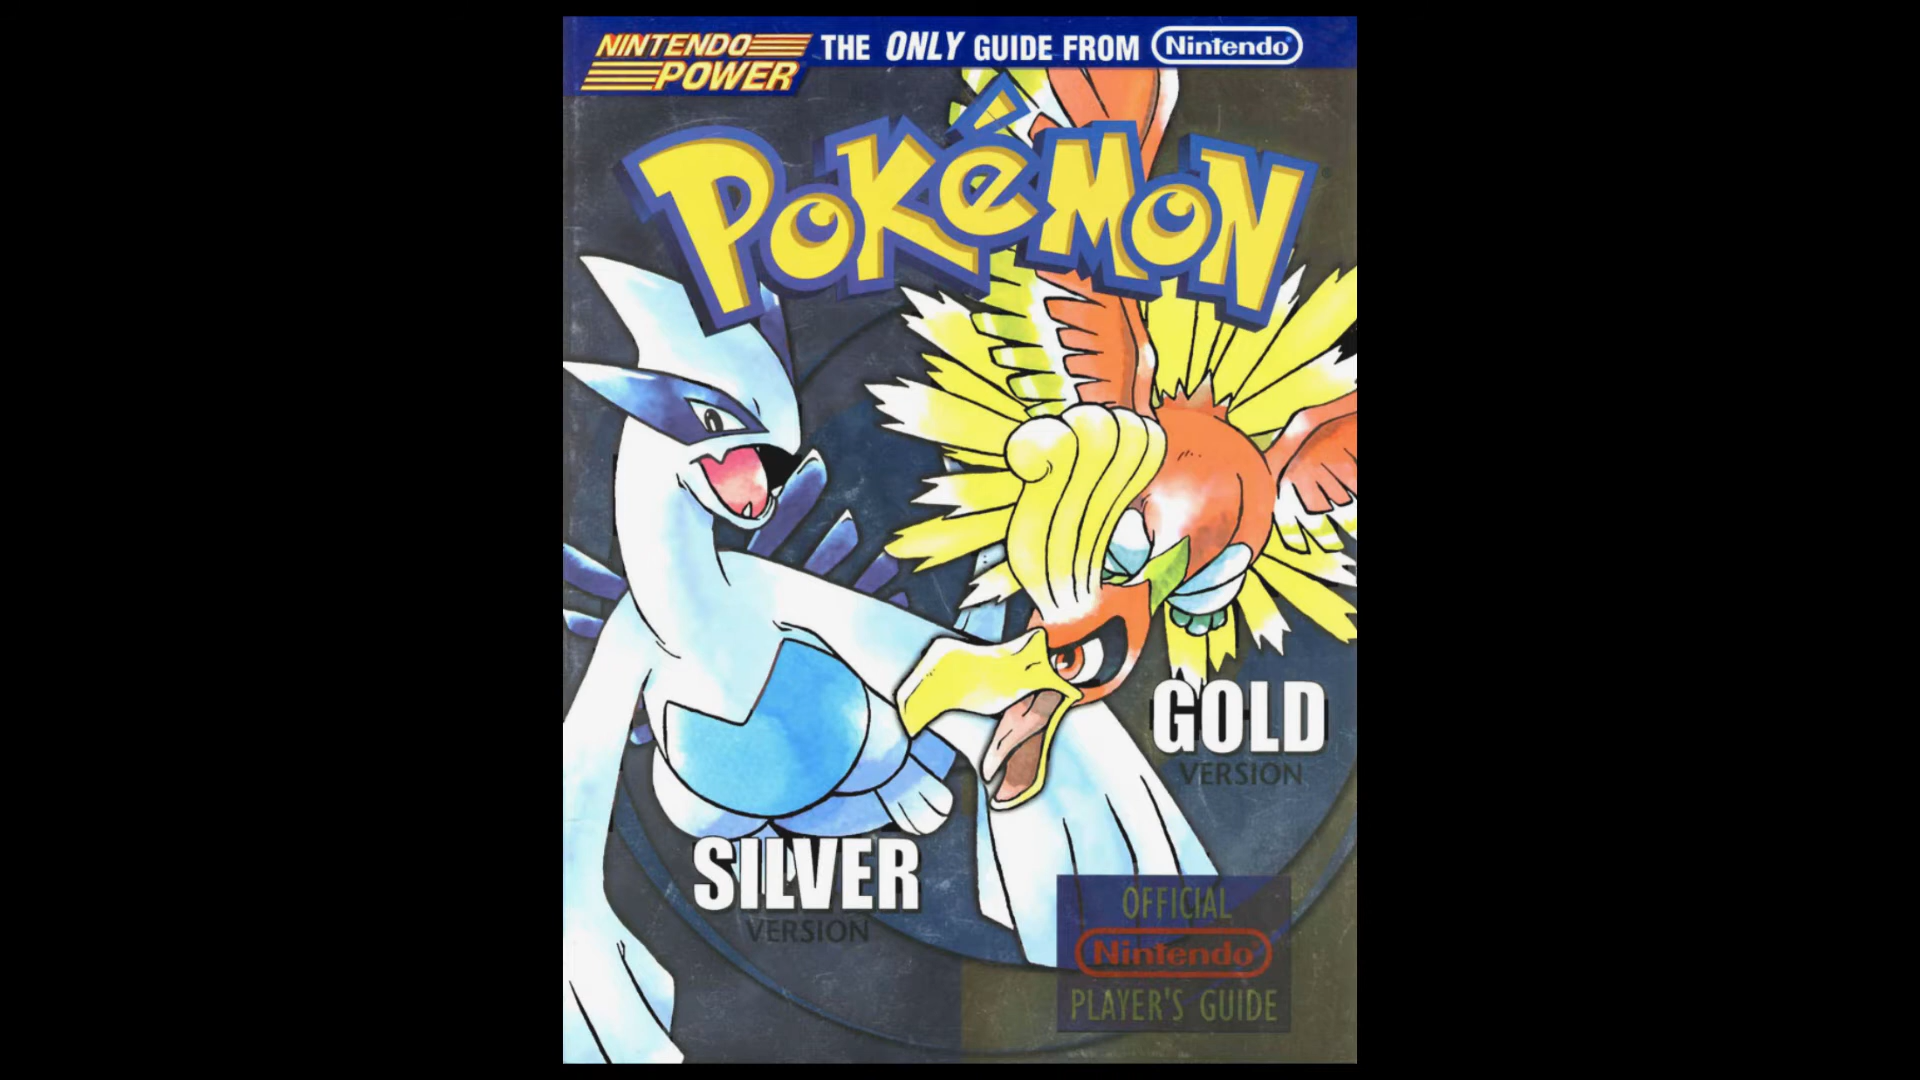 NINTENDO POWER
THE ONLY GUIDE FROM Nintendo
POKéMON
GOLD
VERSION
SILVER
VERSION
OFFICIAL
Nintendo
PLAYER'S GUIDE